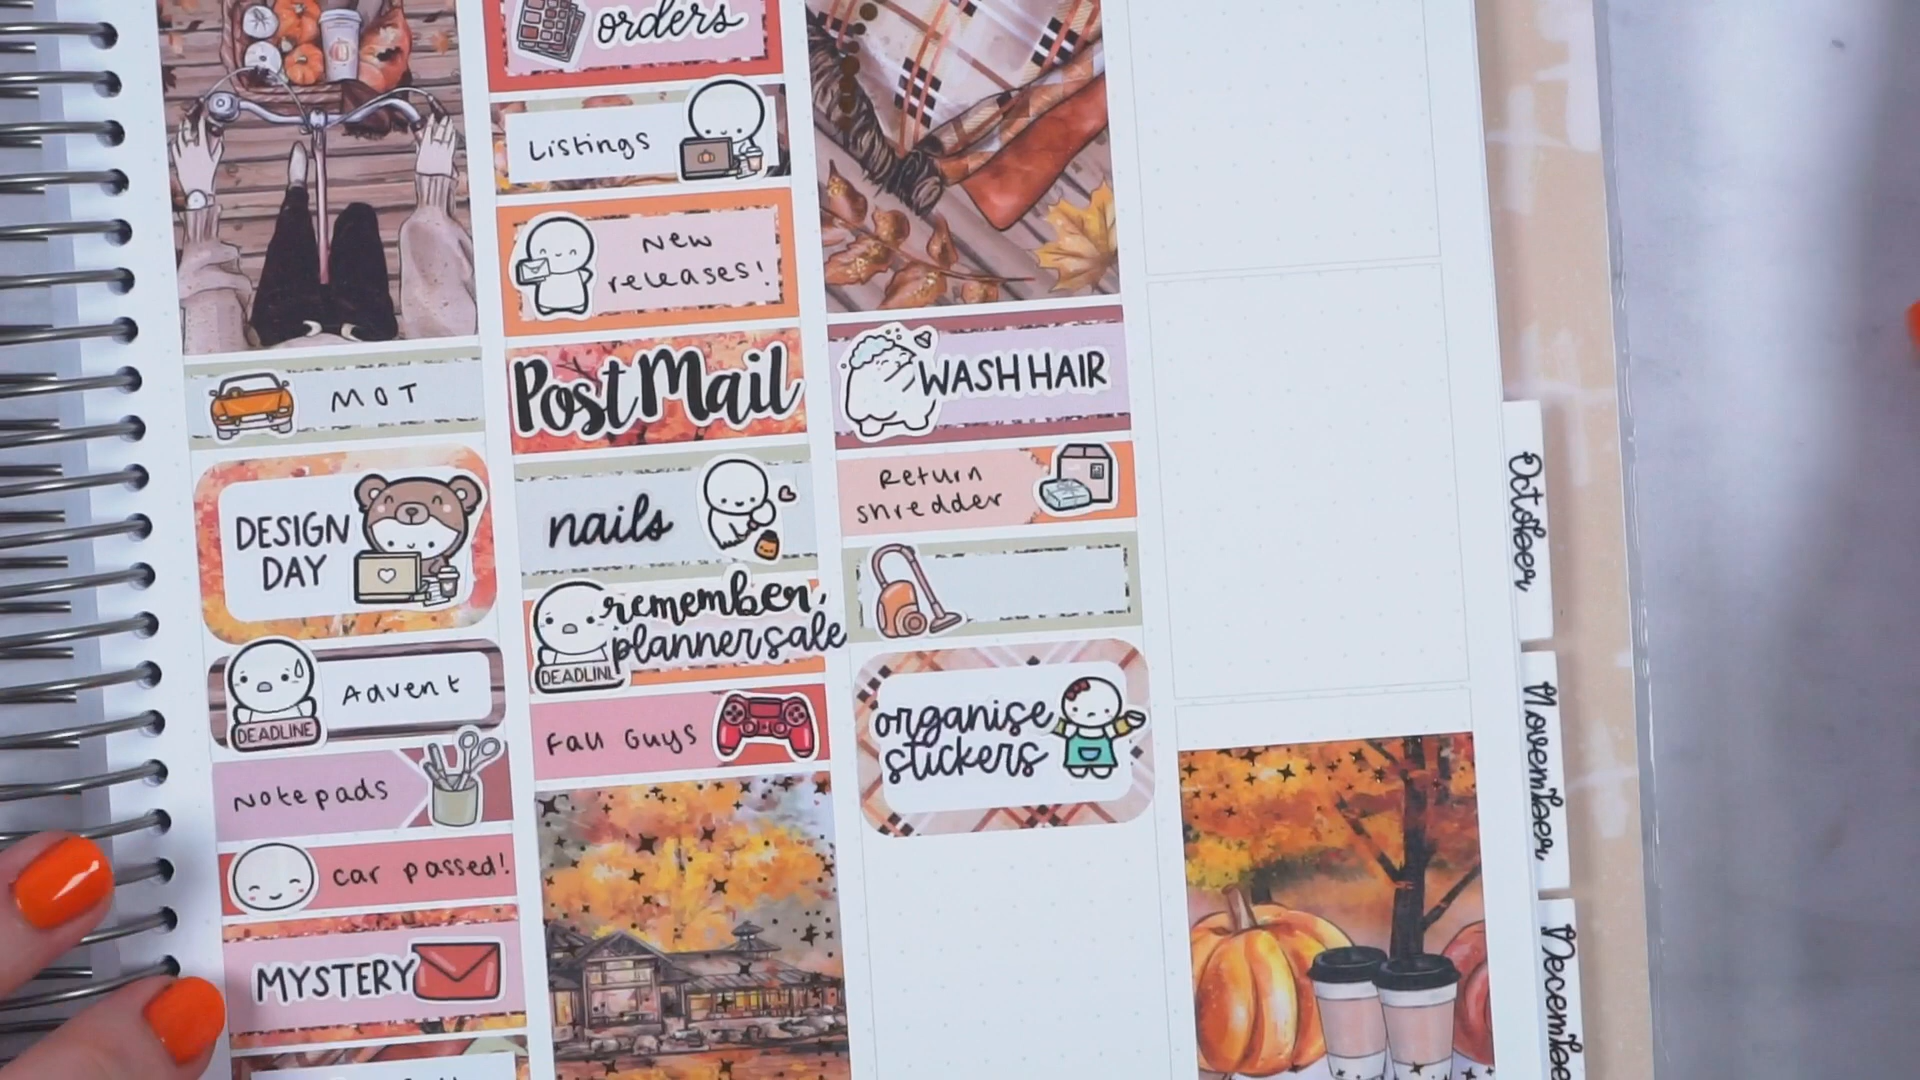 MOT
DESIGN
DAY
DEADLINE
Advent
Notepads
car passed!
MYSTERY
orders
Listings
New
releases!
Post Mail
nails
remember,
planner sale
DEADLINE
Fall Guys
WASH HAIR
Return
shredder
organise
stickers
October
November
December